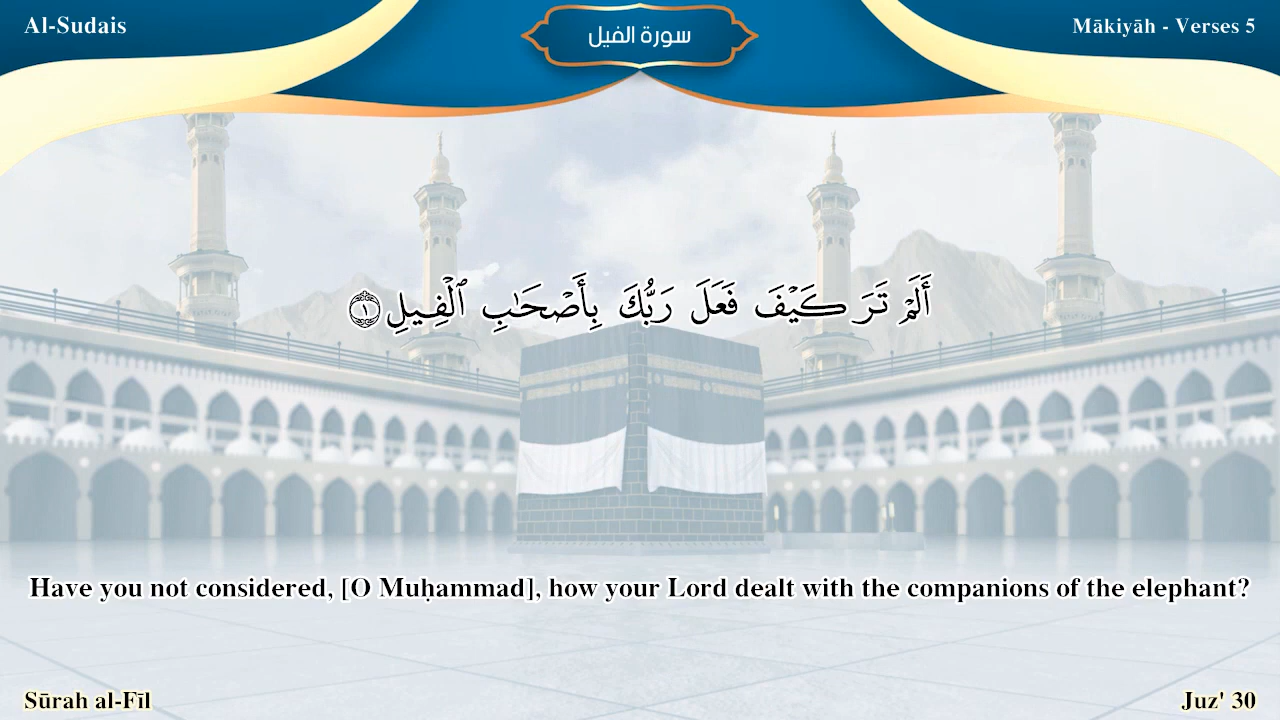 Al-Sudais
سورة الفيل
Mākiyāh - Verses 5
أَلَمْ تَرَ كَيْفَ فَعَلَ رَبُّكَ بِأَصْحَٰبِ ٱلْفِيلِ ١
Have you not considered, [O Muḥammad], how your Lord dealt with the companions of the elephant?
Sūrah al-Fīl
Juz' 30